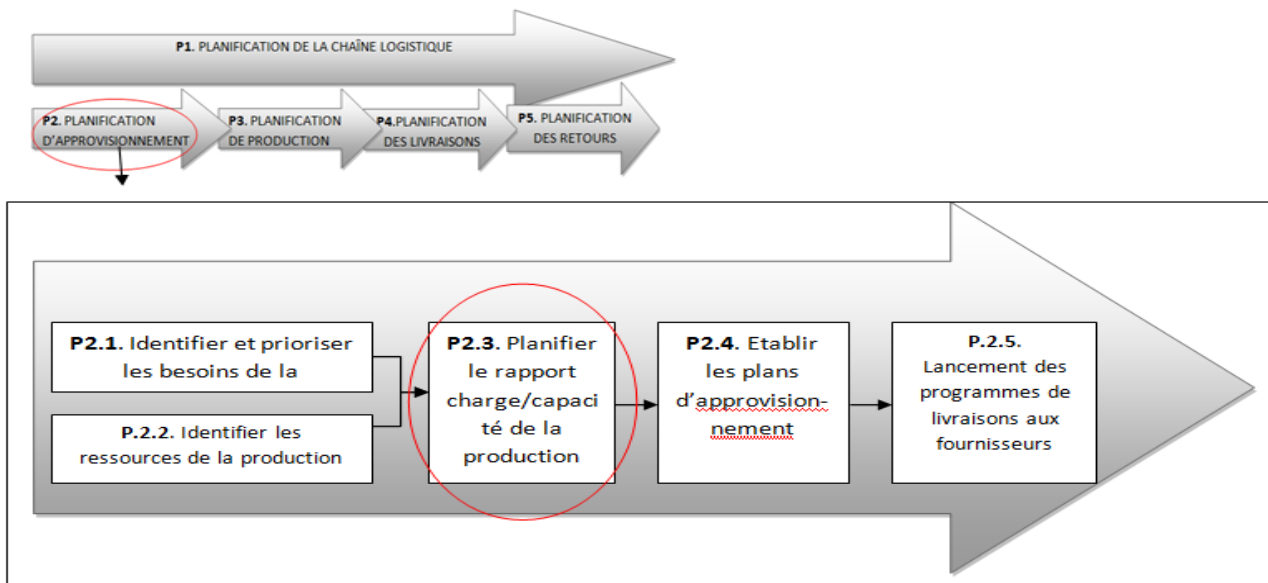 P1. PLANIFICATION DE LA CHAÎNE LOGISTIQUE
P2. PLANIFICATION
D'APPROVISIONNEMENT
P3. PLANIFICATION
DE PRODUCTION
P4.PLANIFICATION
DES LIVRAISONS
P5. PLANIFICATION
DES RETOURS
P2.1. Identifier et prioriser
les besoins de la
P.2.2. Identifier les
ressources de la production
P2.3. Planifier
le rapport
charge/capaci
té de la
production
P2.4. Etablir
les plans
d'approvision-
nement
P.2.5.
Lancement des
programmes de
livraisons aux
fournisseurs